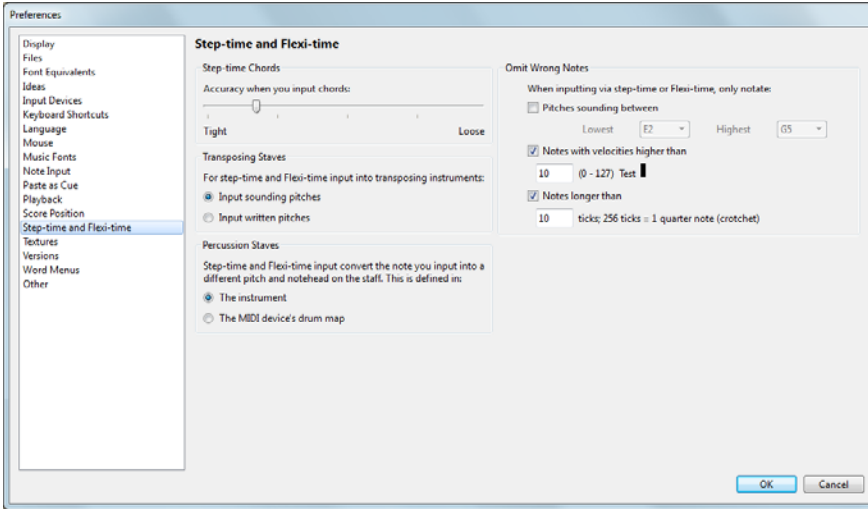 Preferences
Display
Files
Font Equivalents
Ideas
Input Devices
Keyboard Shortcuts
Language
Mouse
Music Fonts
Note Input
Paste as Cue
Playback
Score Position
Step-time and Flexi-time
Textures
Versions
Word Menus
Other
Step-time and Flexi-time
Step-time Chords
Accuracy when you input chords:
Tight Loose
Transposing Staves
For step-time and Flexi-time input into transposing instruments:
Input sounding pitches
Input written pitches
Percussion Staves
Step-time and Flexi-time input convert the note you input into a
different pitch and notehead on the staff. This is defined in:
The instrument
The MIDI device's drum map
Omit Wrong Notes
When inputting via step-time or Flexi-time, only notate:
Pitches sounding between
Lowest E2 Highest G5
Notes with velocities higher than
10 (0 - 127) Test
Notes longer than
10 ticks; 256 ticks = 1 quarter note (crotchet)
OK Cancel